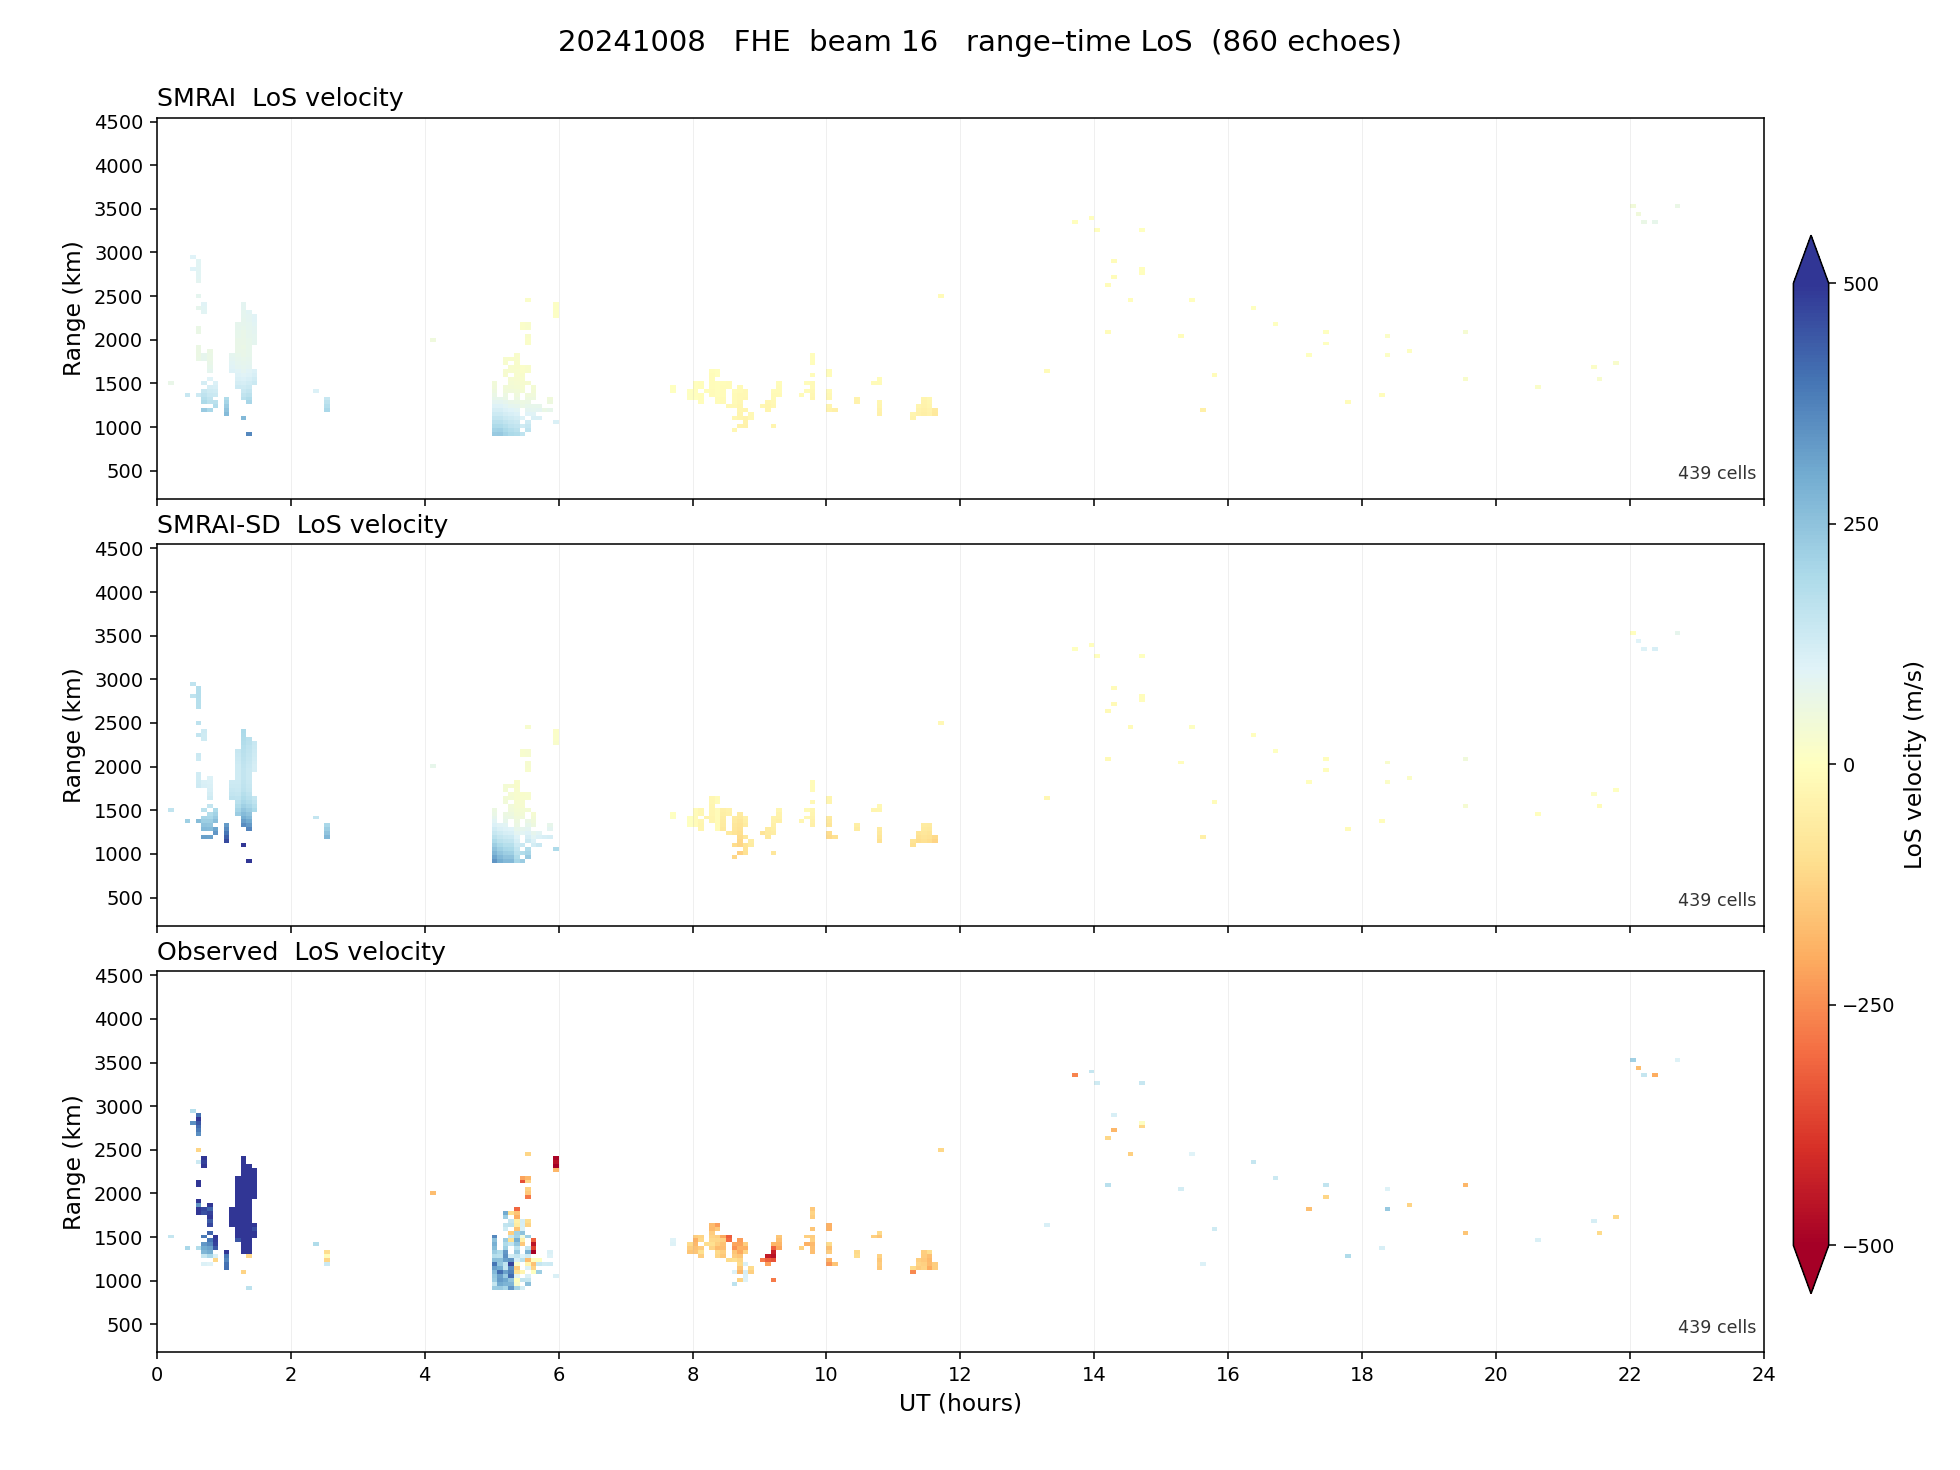 20241008   FHE  beam 16   range–time LoS  (860 echoes)
SMRAI  LoS velocity
4500
4000
3500
3000
2500
2000
1500
1000
500
Range (km)
439 cells
SMRAI-SD  LoS velocity
4500
4000
3500
3000
2500
2000
1500
1000
500
Range (km)
439 cells
Observed  LoS velocity
4500
4000
3500
3000
2500
2000
1500
1000
500
Range (km)
439 cells
0 2 4 6 8 10 12 14 16 18 20 22 24
UT (hours)
500
250
0
−250
−500
LoS velocity (m/s)